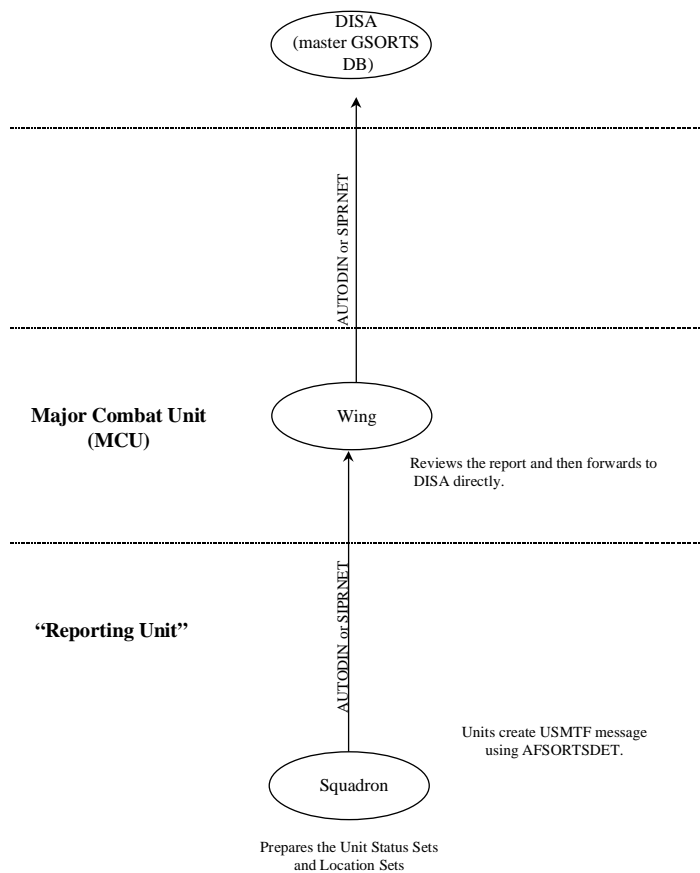 DISA
(master GSORTS
DB)
AUTODIN or SIPRNET
Major Combat Unit
(MCU)
Wing
Reviews the report and then forwards to
DISA directly.
AUTODIN or SIPRNET
“Reporting Unit”
Units create USMTF message
using AFSORTSDET.
Squadron
Prepares the Unit Status Sets
and Location Sets